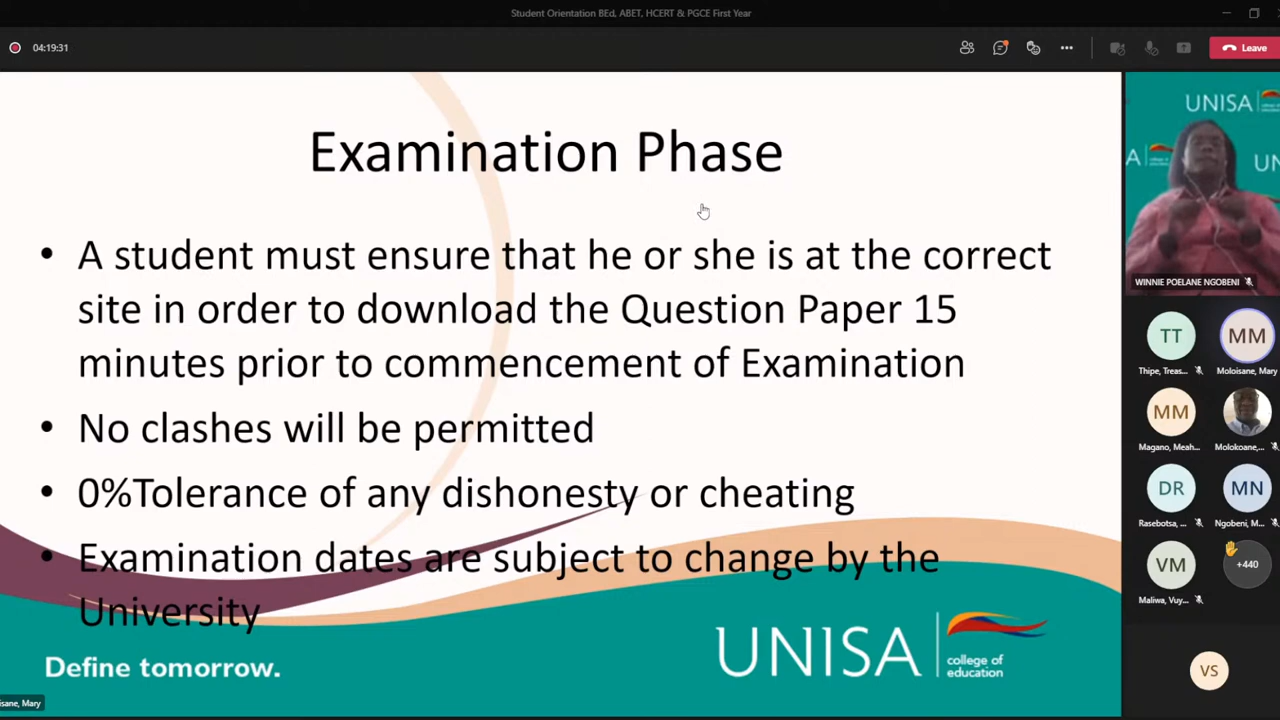 Student Orientation BEd, ABET, HCERT & PGCE First Year
04:19:31
Leave
Examination Phase
• A student must ensure that he or she is at the correct
site in order to download the Question Paper 15
minutes prior to commencement of Examination
• No clashes will be permitted
• 0%Tolerance of any dishonesty or cheating
• Examination dates are subject to change by the
University
Define tomorrow.
UNISA
college of
education
isane, Mary
UNISA
WINNIE POELANE NGOBENI
TT
MM
Thipe, Treas...
Moloisane, Mary
MM
Magano, Meah...
Molokoane,...
DR
MN
Rasebotsa, ...
Ngobeni, M...
VM
+440
Maliwa, Vuy...
VS